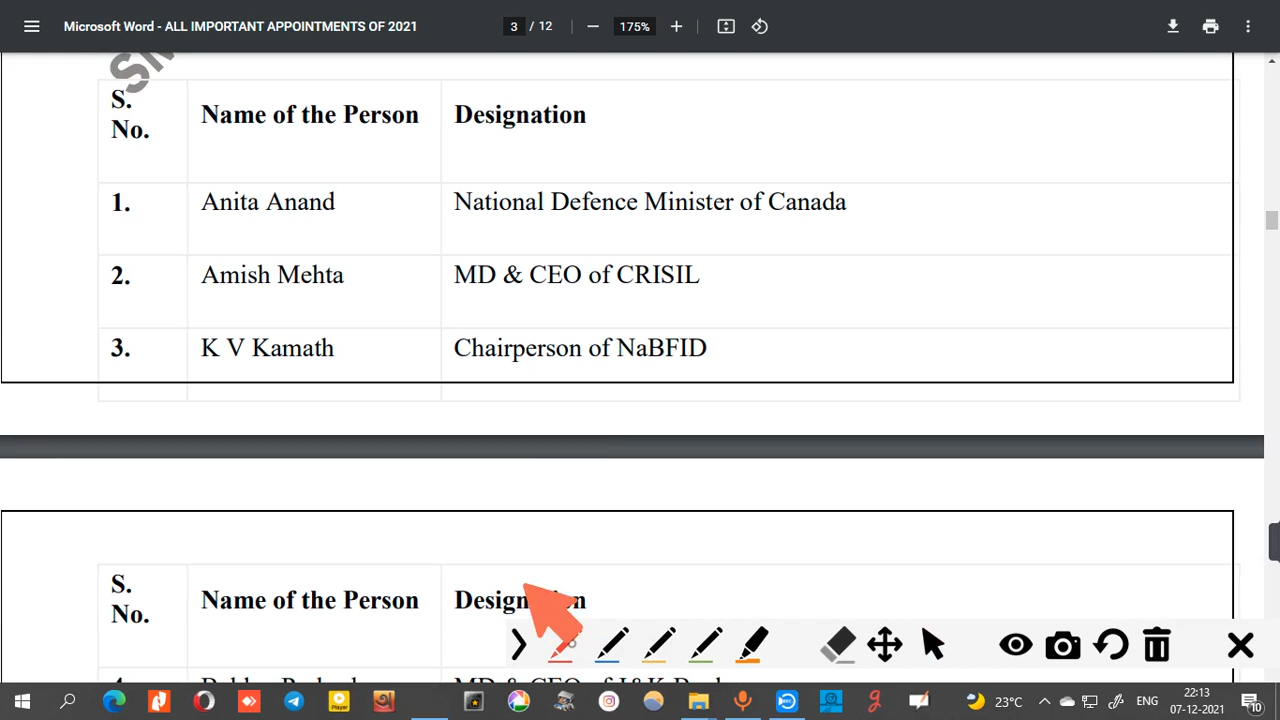 Microsoft Word - ALL IMPORTANT APPOINTMENTS OF 2021
3 / 12
175%
S. No.
Name of the Person
Designation
1.
Anita Anand
National Defence Minister of Canada
2.
Amish Mehta
MD & CEO of CRISIL
3.
K V Kamath
Chairperson of NaBFID
S. No.
Name of the Person
Player
23°C
ENG
22:13
07-12-2021
10